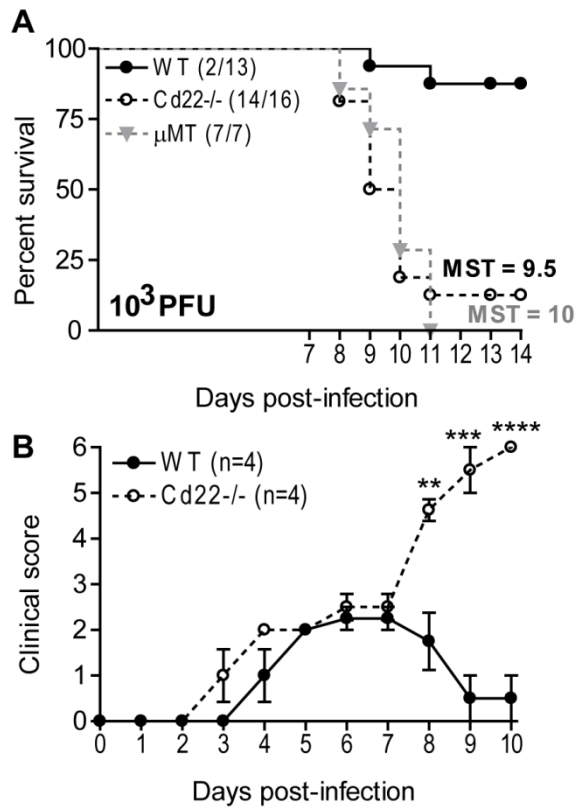 A
100
75
50
25
0
Percent survival
WT (2/13)
Cd22-/- (14/16)
μMT (7/7)
10³ PFU
MST = 9.5
MST = 10
7 8 9 10 11 12 13 14
Days post-infection
B
6
5
4
3
2
1
0
Clinical score
WT (n=4)
Cd22-/- (n=4)
** *** ****
0 1 2 3 4 5 6 7 8 9 10
Days post-infection